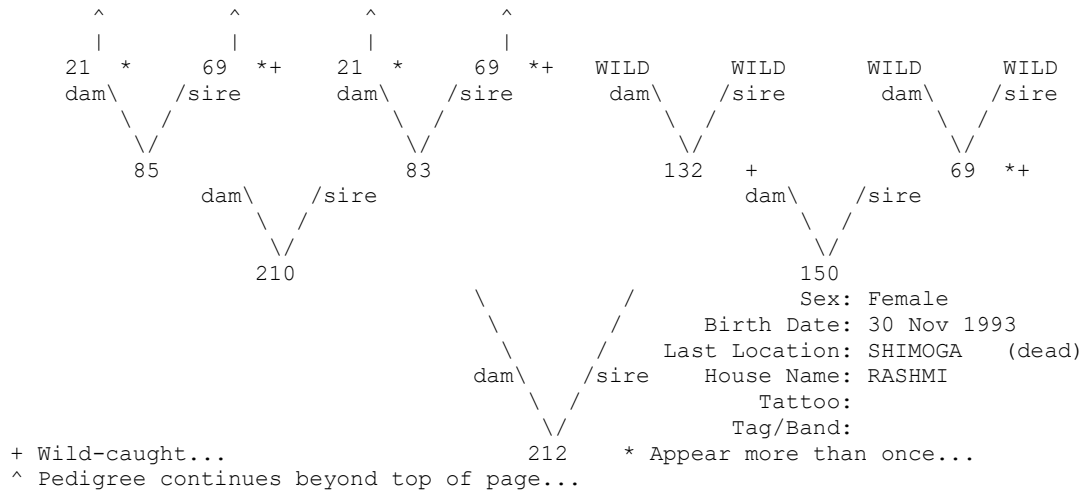 ^ ^ ^ ^
| | | |
21 * 69 *+ 21 * 69 *+ WILD WILD WILD WILD
dam\ /sire dam\ /sire dam\ /sire dam\ /sire
\ / \ / \ / \ /
\/ \/ \/ \/
85 83 132 + 69 *+
dam\ /sire dam\ /sire
\ / \ /
\/ \/
210 150
\ / Sex: Female
\ / Birth Date: 30 Nov 1993
\ / Last Location: SHIMOGA (dead)
dam\ /sire House Name: RASHMI
\ / Tattoo:
\/ Tag/Band:
+ Wild-caught... 212 * Appear more than once...
^ Pedigree continues beyond top of page...